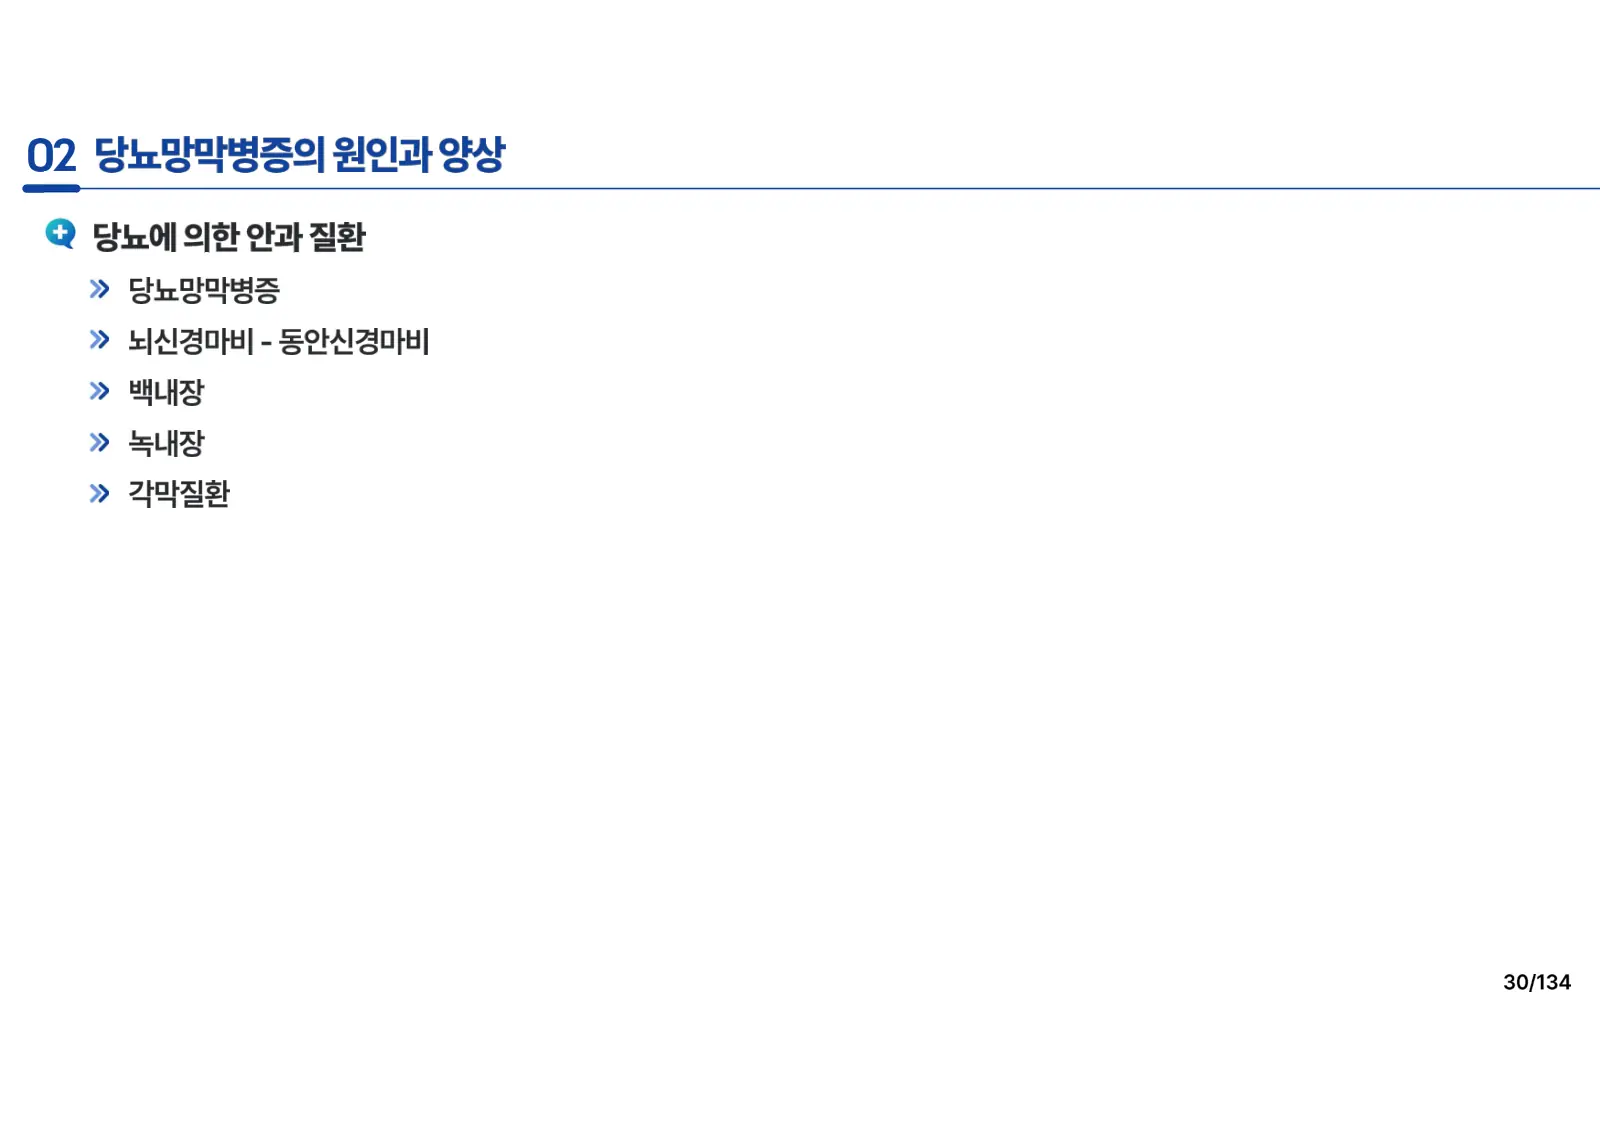 02 당뇨망막병증의 원인과 양상
당뇨에 의한 안과 질환
당뇨망막병증
뇌신경마비 - 동안신경마비
백내장
녹내장
각막질환
30/134